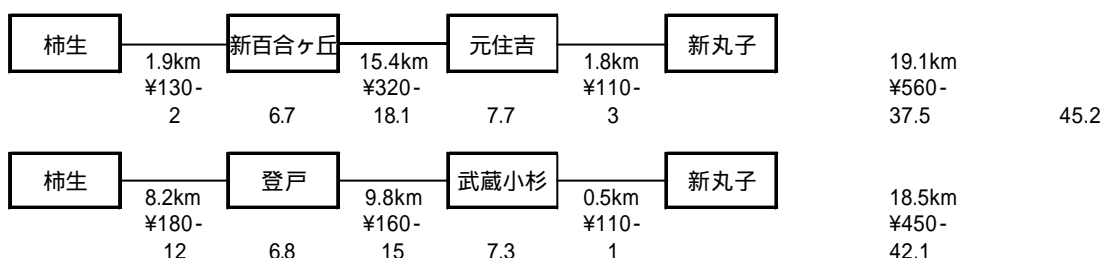 柿生 新百合ヶ丘 元住吉 新丸子
1.9km 15.4km 1.8km 19.1km
¥130- ¥320- ¥110- ¥560-
2 6.7 18.1 7.7 3 37.5 45.2
柿生 登戸 武蔵小杉 新丸子
8.2km 9.8km 0.5km 18.5km
¥180- ¥160- ¥110- ¥450-
12 6.8 15 7.3 1 42.1